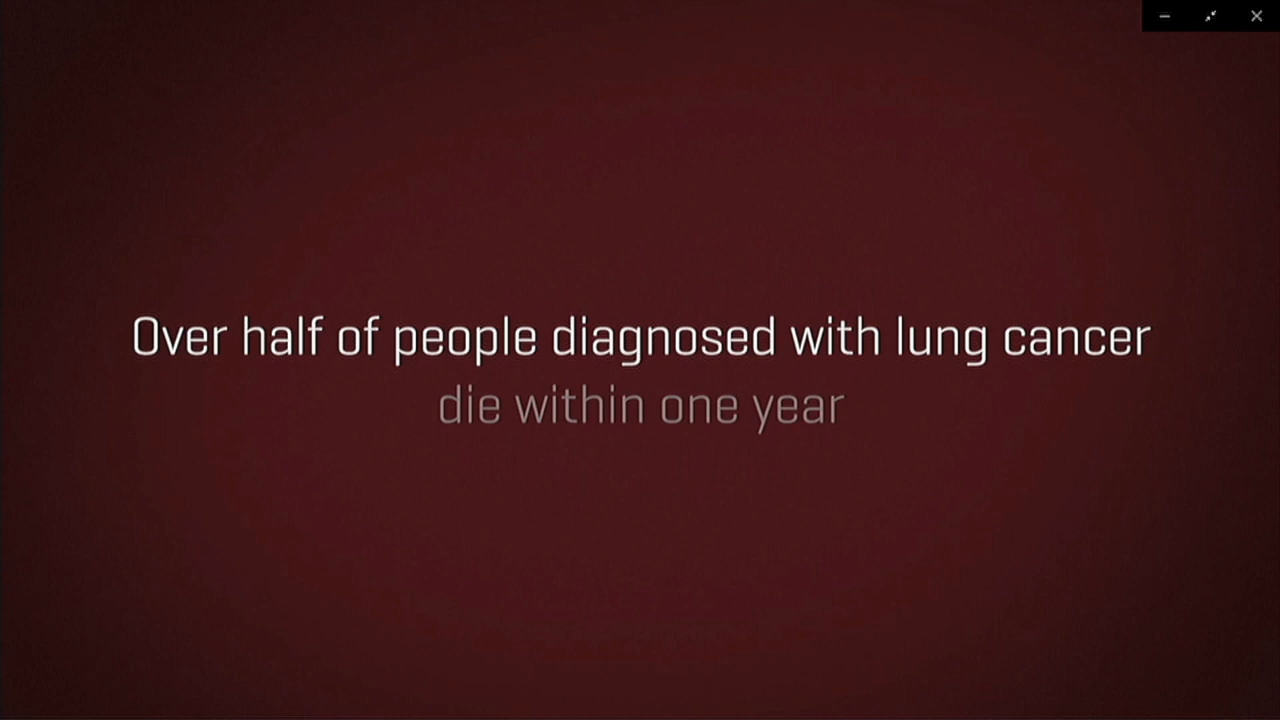 Over half of people diagnosed with lung cancer
die within one year